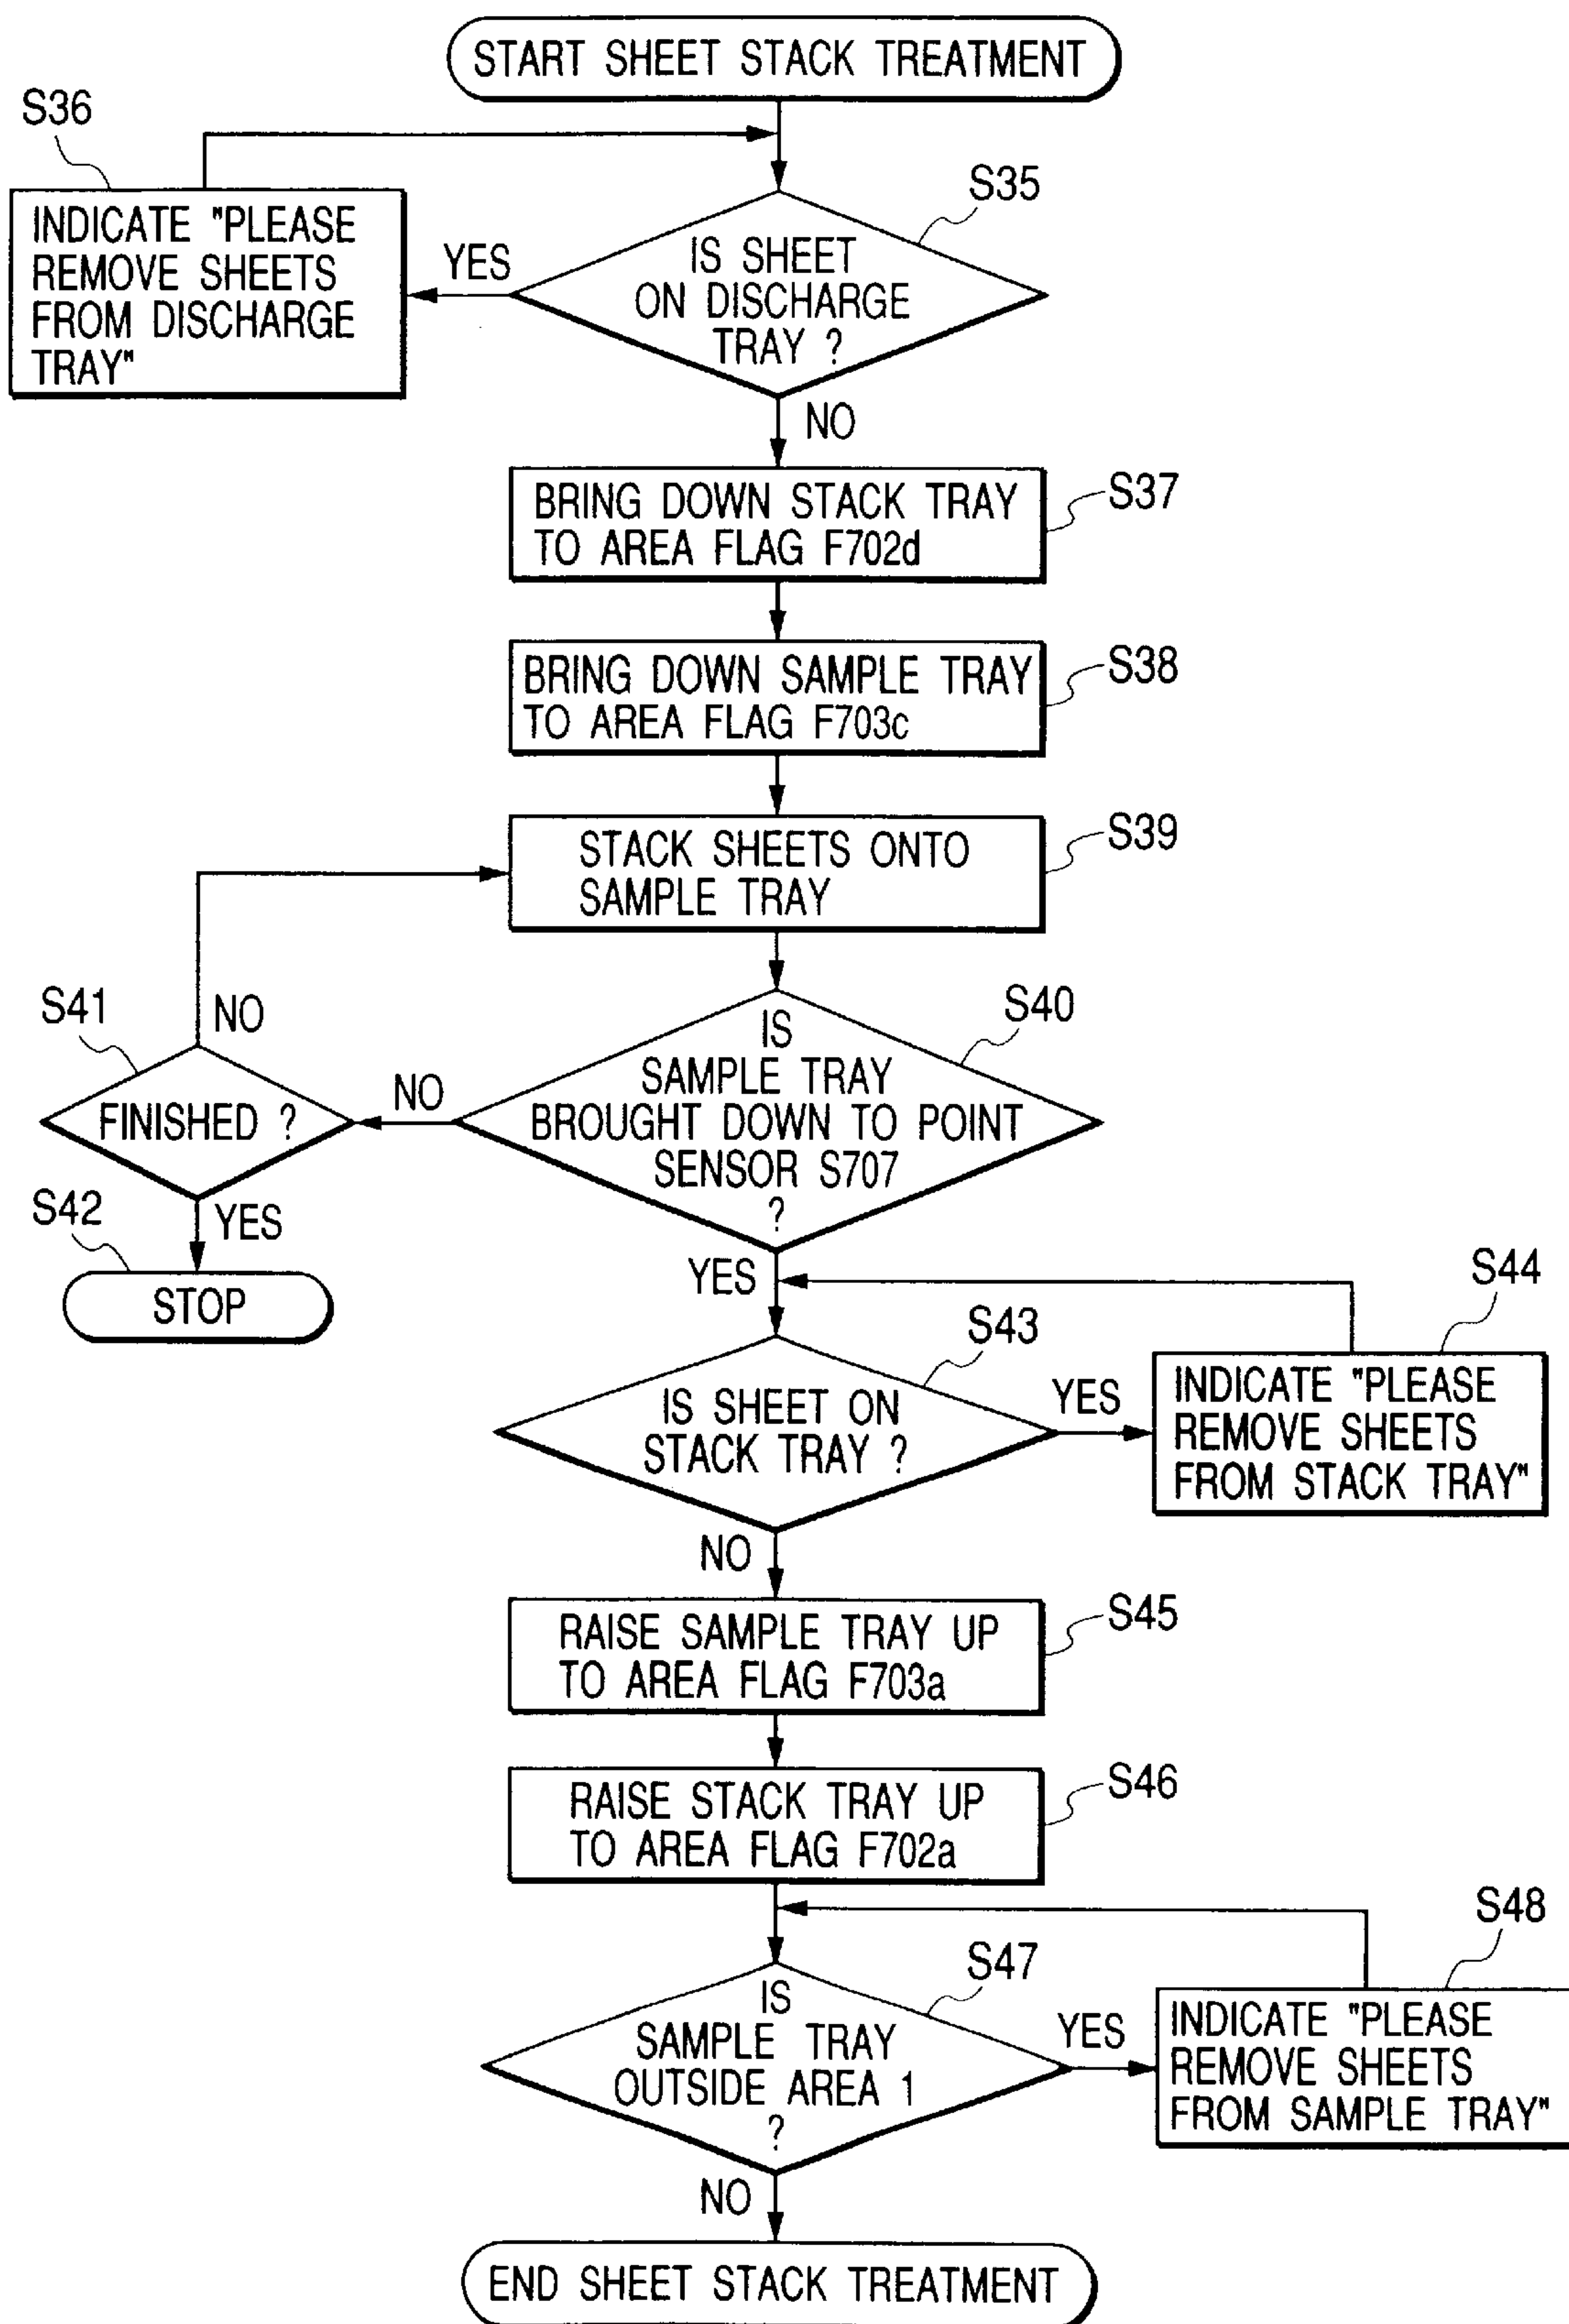 START SHEET STACK TREATMENT
S36
S35
INDICATE "PLEASE
REMOVE SHEETS
FROM DISCHARGE
TRAY"
YES
IS SHEET
ON DISCHARGE
TRAY ?
NO
BRING DOWN STACK TRAY
TO AREA FLAG F702d
S37
BRING DOWN SAMPLE TRAY
TO AREA FLAG F703c
S38
STACK SHEETS ONTO
SAMPLE TRAY
S39
S41
NO
S40
FINISHED ?
NO
IS
SAMPLE TRAY
BROUGHT DOWN TO POINT
SENSOR S707
?
S42
YES
STOP
YES
S44
S43
IS SHEET ON
STACK TRAY ?
YES
INDICATE "PLEASE
REMOVE SHEETS
FROM STACK TRAY"
NO
RAISE SAMPLE TRAY UP
TO AREA FLAG F703a
S45
RAISE STACK TRAY UP
TO AREA FLAG F702a
S46
S48
S47
IS
SAMPLE TRAY
OUTSIDE AREA 1
?
YES
INDICATE "PLEASE
REMOVE SHEETS
FROM SAMPLE TRAY"
NO
END SHEET STACK TREATMENT